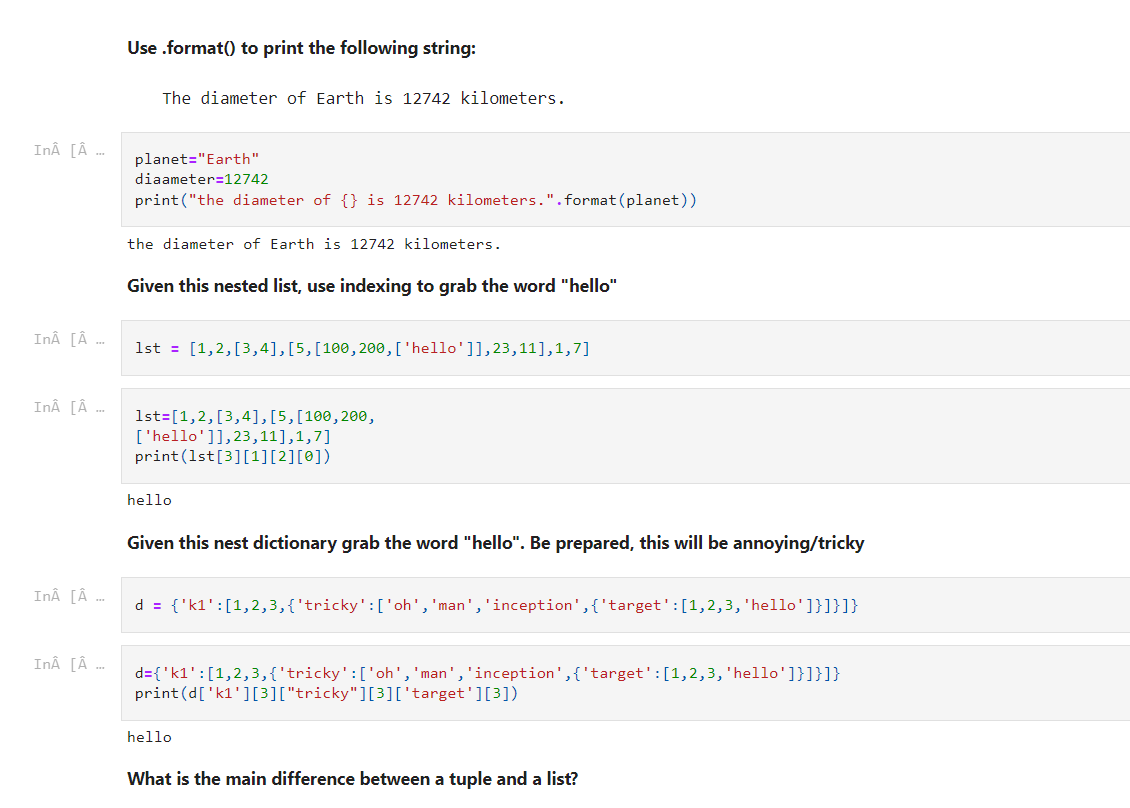 Use .format() to print the following string:
The diameter of Earth is 12742 kilometers.
InÂ [Â …
planet="Earth"
diaameter=12742
print("the diameter of {} is 12742 kilometers.".format(planet))
the diameter of Earth is 12742 kilometers.
Given this nested list, use indexing to grab the word "hello"
InÂ [Â …
lst = [1,2,[3,4],[5,[100,200,['hello']],23,11],1,7]
InÂ [Â …
lst=[1,2,[3,4],[5,[100,200,
['hello']],23,11],1,7]
print(lst[3][1][2][0])
hello
Given this nest dictionary grab the word "hello". Be prepared, this will be annoying/tricky
InÂ [Â …
d = {'k1':[1,2,3,{'tricky':['oh','man','inception',{'target':[1,2,3,'hello']}]}]}
InÂ [Â …
d={'k1':[1,2,3,{'tricky':['oh','man','inception',{'target':[1,2,3,'hello']}]}]}
print(d['k1'][3]["tricky"][3]['target'][3])
hello
What is the main difference between a tuple and a list?